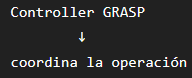 Controller GRASP
↓
coordina la operación